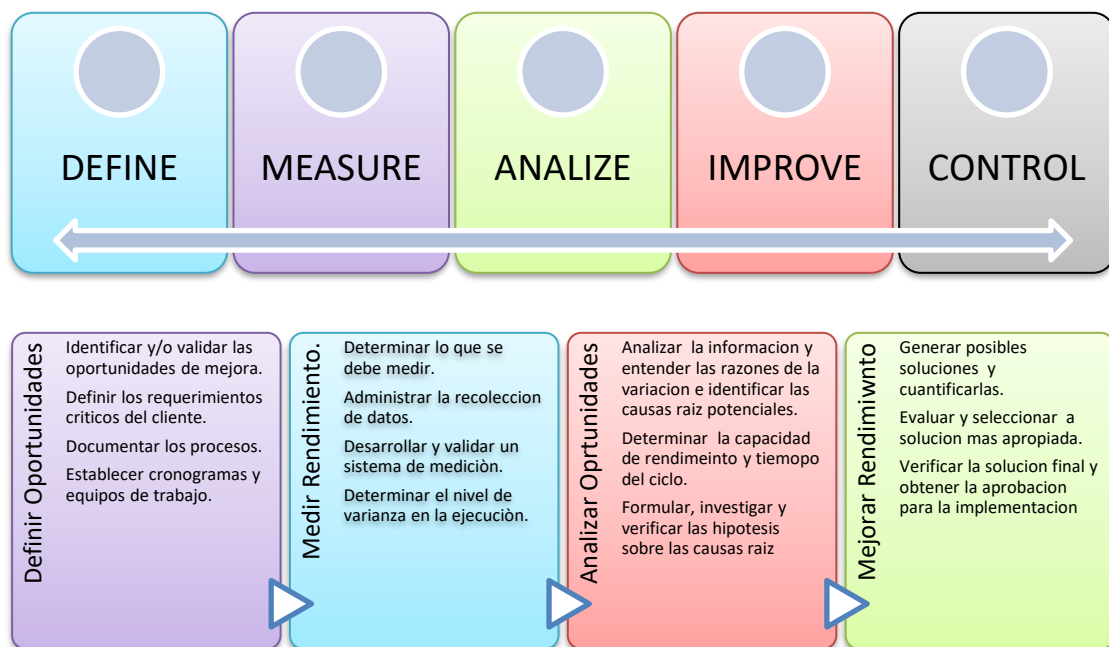 DEFINE
MEASURE
ANALIZE
IMPROVE
CONTROL
Definir Oportunidades
Identificar y/o validar las
oportunidades de mejora.
Definir los requerimientos
criticos del cliente.
Documentar los procesos.
Establecer cronogramas y
equipos de trabajo.
Medir Rendimiento.
Determinar lo que se
debe medir.
Administrar la recoleccion
de datos.
Desarrollar y validar un
sistema de mediciòn.
Determinar el nivel de
varianza en la ejecuciòn.
Analizar Oprtunidades
Analizar la informacion y
entender las razones de la
variacion e identificar las
causas raiz potenciales.
Determinar la capacidad
de rendimeinto y tiemopo
del ciclo.
Formular, investigar y
verificar las hipotesis
sobre las causas raiz
Mejorar Rendimiwnto
Generar posibles
soluciones y
cuantificarlas.
Evaluar y seleccionar a
solucion mas apropiada.
Verificar la solucion final y
obtener la aprobacion
para la implementacion